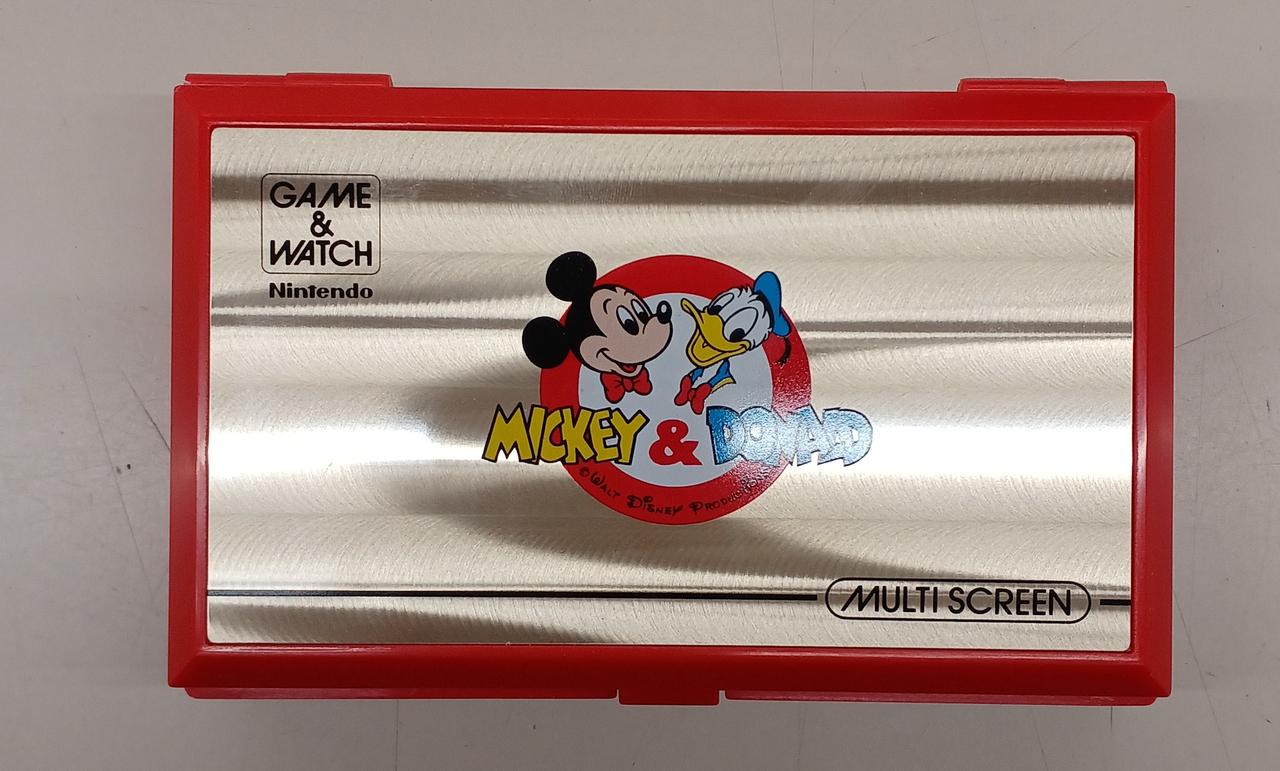 GAME
&
WATCH
Nintendo
MICKEY & DONALD
© WALT DISNEY PRODUCTIONS
MULTI SCREEN